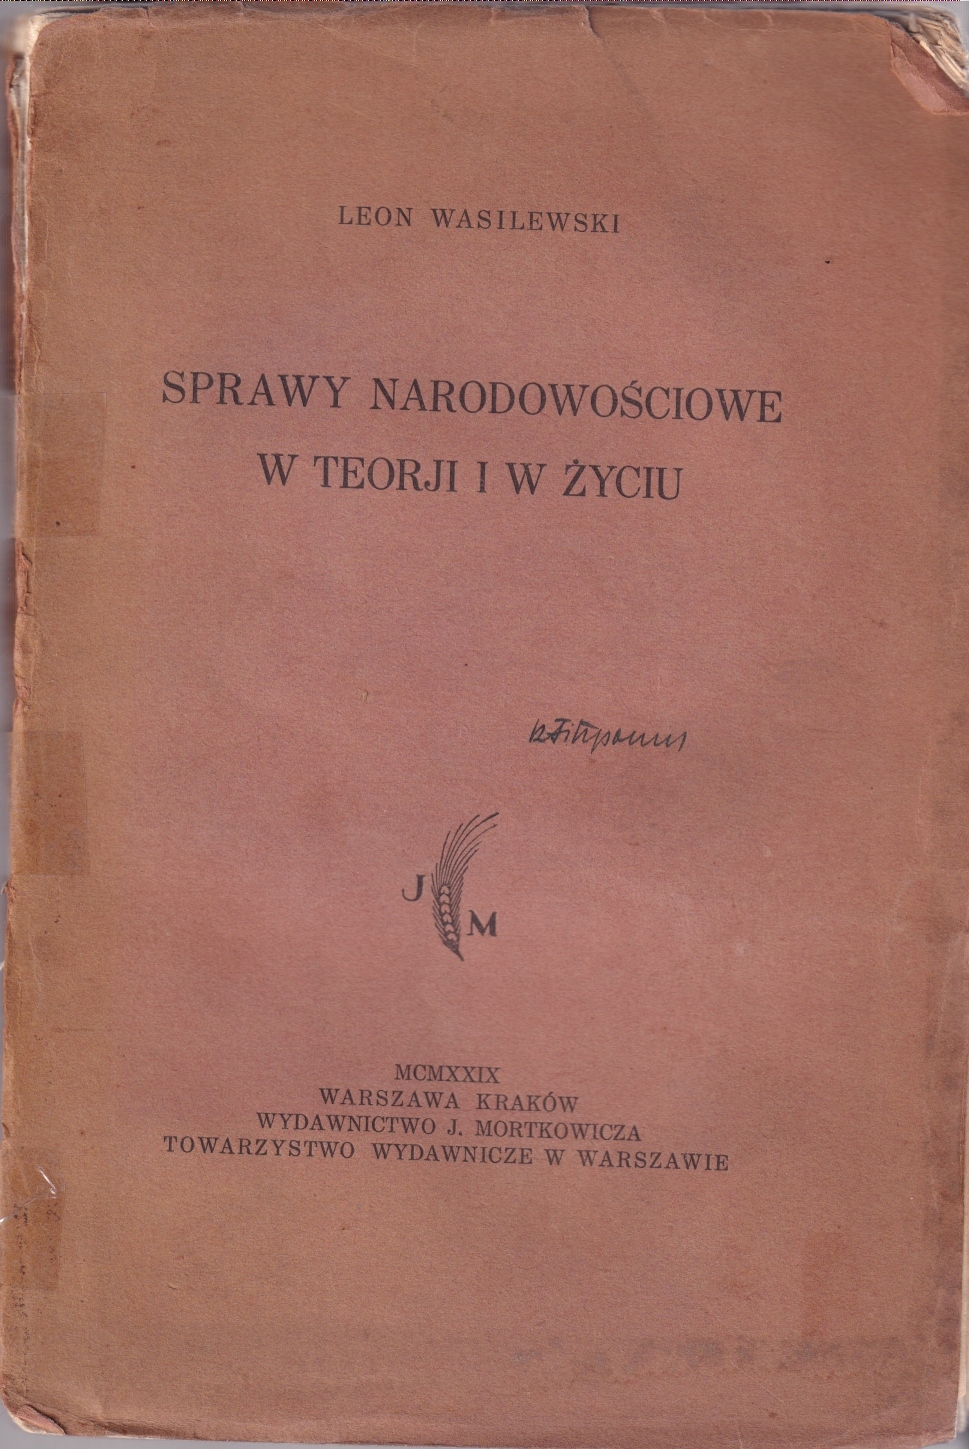 LEON WASILEWSKI
SPRAWY NARODOWOŚCIOWE
W TEORJI I W ŻYCIU
J M
MCMXXIX
WARSZAWA KRAKÓW
WYDAWNICTWO J. MORTKOWICZA
TOWARZYSTWO WYDAWNICZE W WARSZAWIE